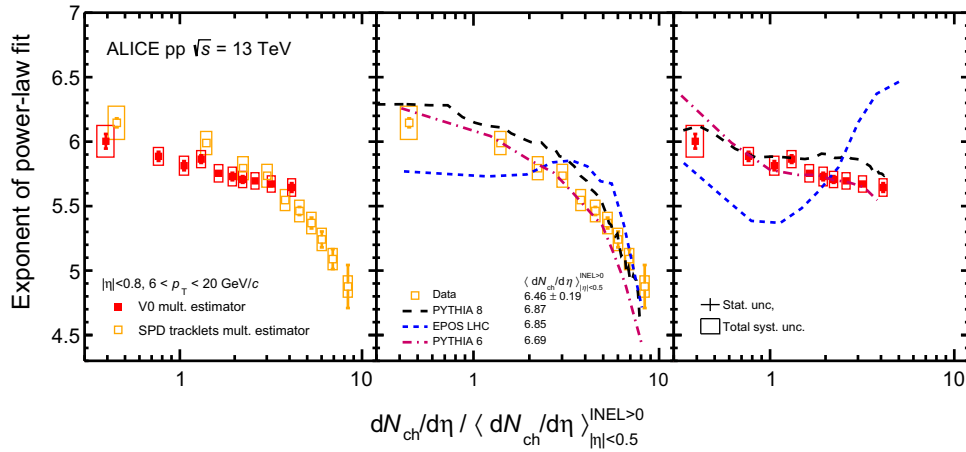 Exponent of power-law fit
7
6.5
6
5.5
5
4.5
ALICE pp √s = 13 TeV
|η|<0.8, 6 < p_T < 20 GeV/c
V0 mult. estimator
SPD tracklets mult. estimator
⟨ dN_ch/dη ⟩^INEL>0_|η|<0.5
Data 6.46 ± 0.19
PYTHIA 8 6.87
EPOS LHC 6.85
PYTHIA 6 6.69
Stat. unc,
Total syst. unc.
1 10 1 10 1 10
dN_ch/dη / ⟨ dN_ch/dη ⟩^INEL>0_|η|<0.5